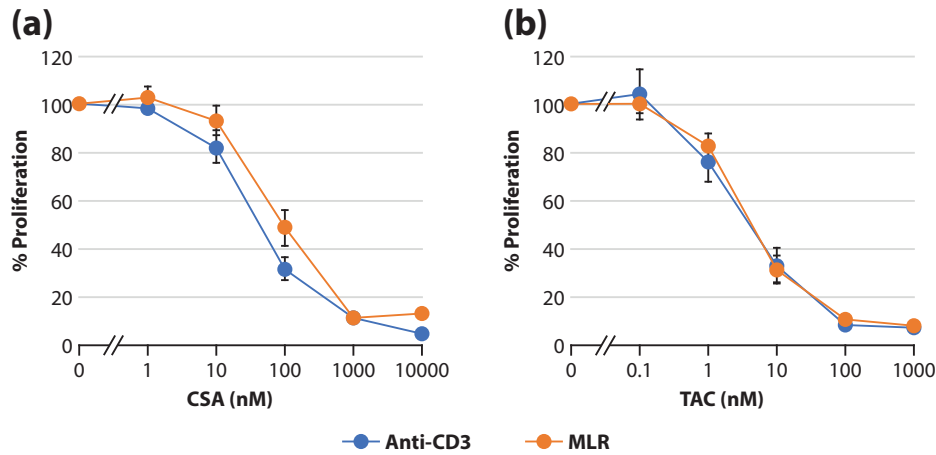 (a)
120
100
80
60
40
20
0
% Proliferation
0 1 10 100 1000 10000
CSA (nM)
(b)
120
100
80
60
40
20
0
% Proliferation
0 0.1 1 10 100 1000
TAC (nM)
Anti-CD3 MLR